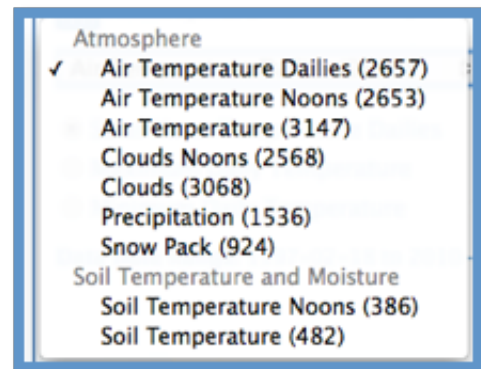 Atmosphere
✓ Air Temperature Dailies (2657)
Air Temperature Noons (2653)
Air Temperature (3147)
Clouds Noons (2568)
Clouds (3068)
Precipitation (1536)
Snow Pack (924)
Soil Temperature and Moisture
Soil Temperature Noons (386)
Soil Temperature (482)